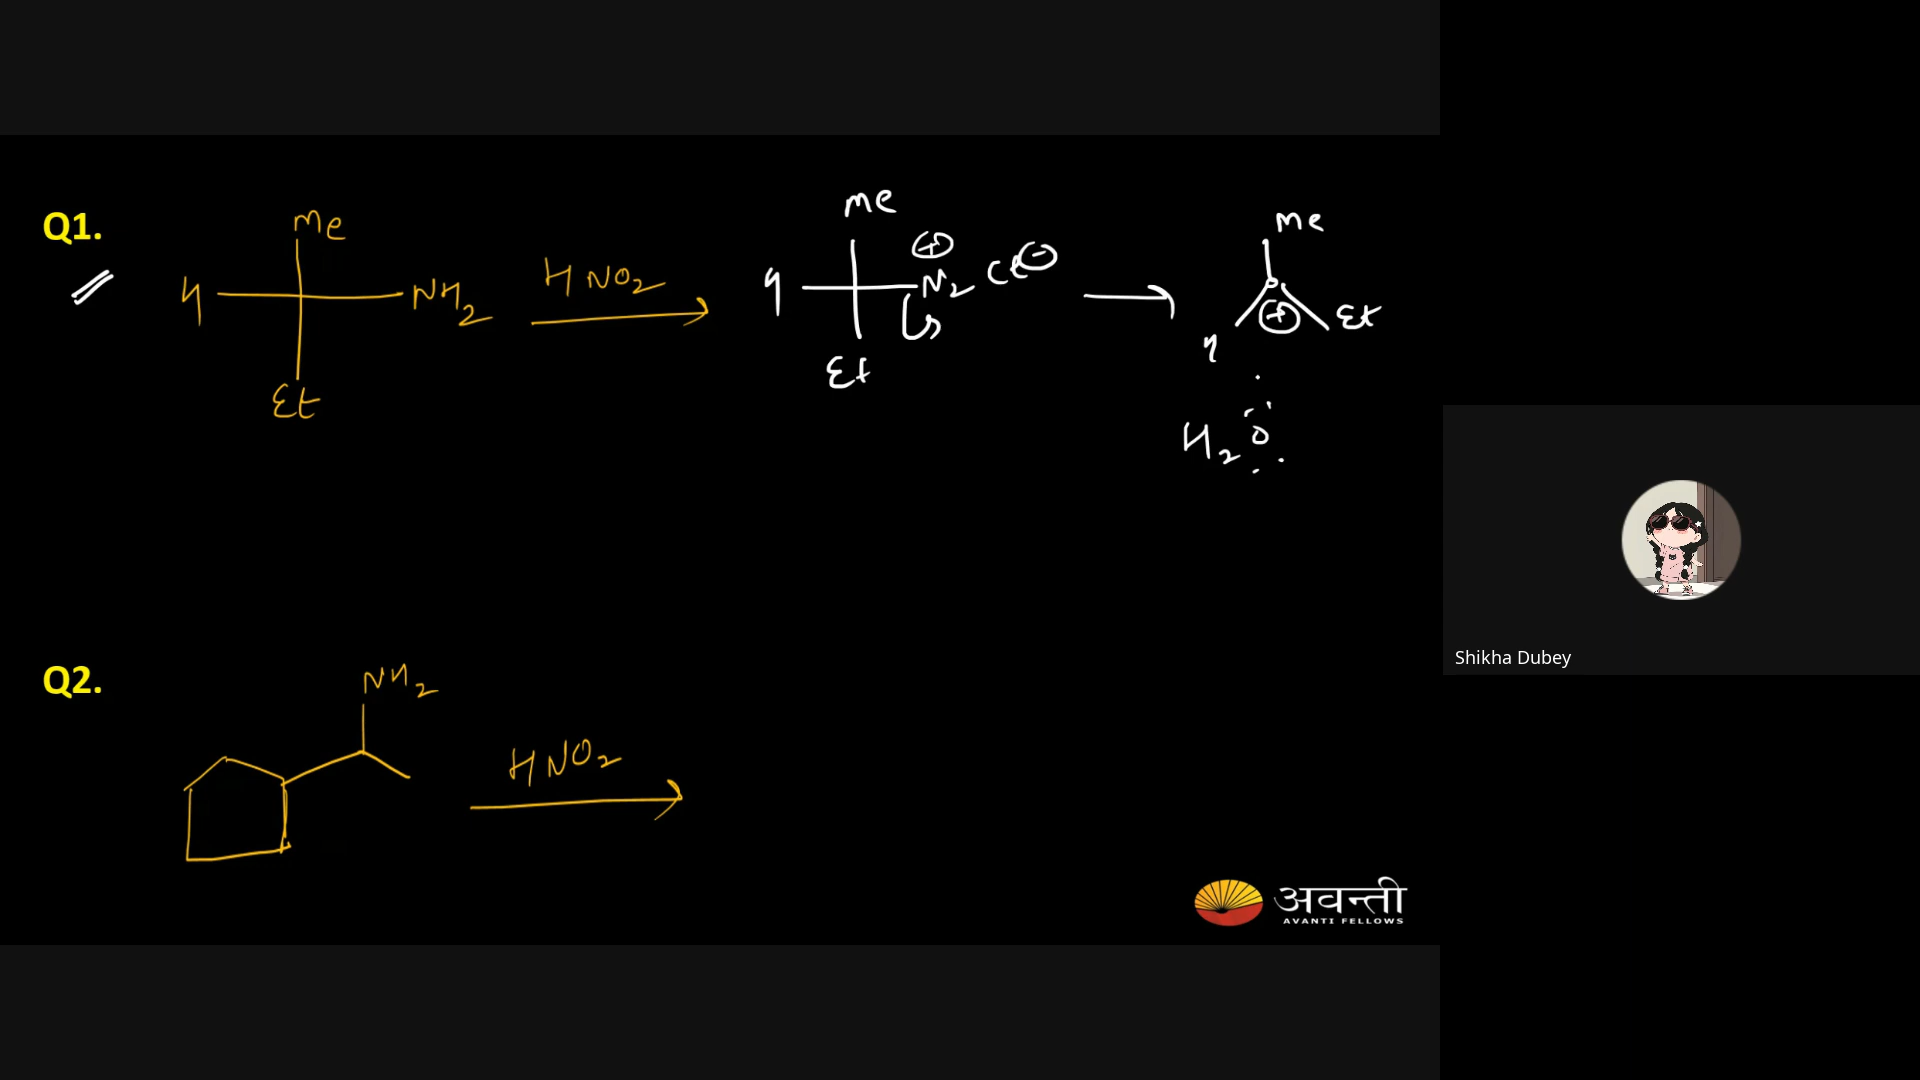 Q1.
Me
H NH2
Et
HNO2
Me
H N2 ⊕ Cl ⊖
Et
Me
H ⊕ Et
H2O
Q2.
NH2
HNO2
अवन्ती
AVANTI FELLOWS
Shikha Dubey